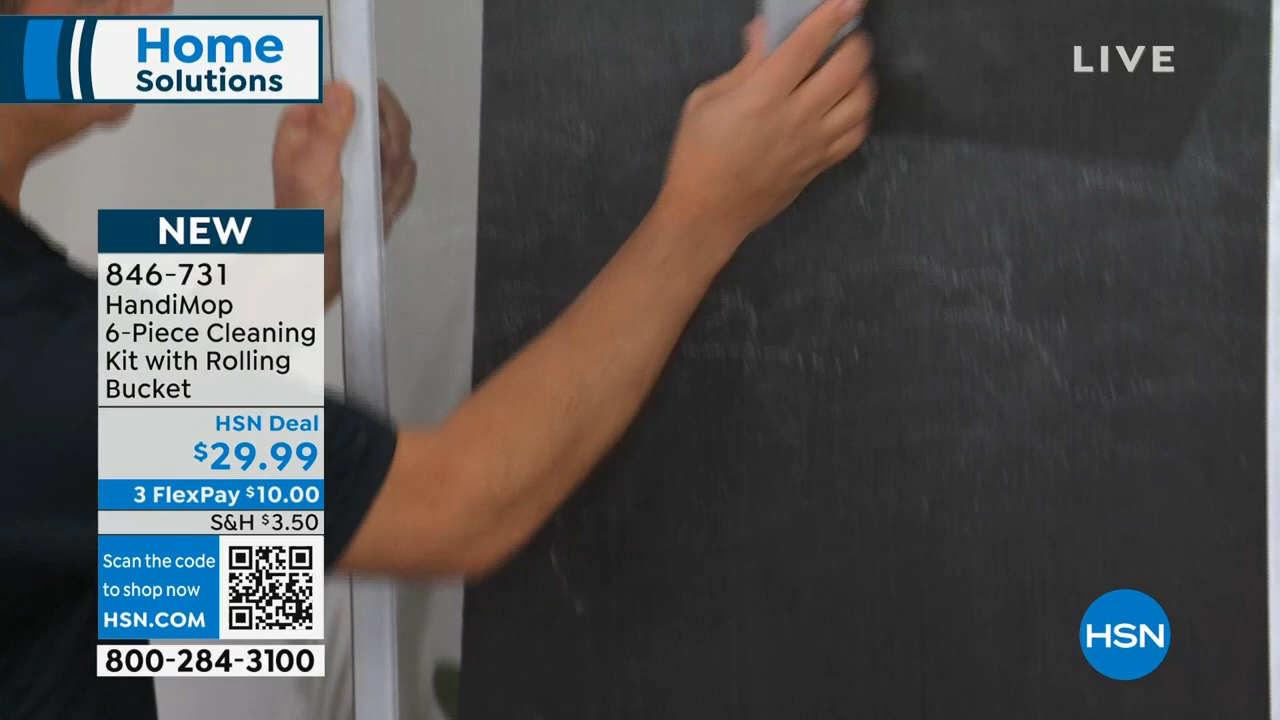 Home
Solutions
LIVE
NEW
846-731
HandiMop
6-Piece Cleaning
Kit with Rolling
Bucket
HSN Deal
$29.99
3 FlexPay $10.00
S&H $3.50
Scan the code
to shop now
HSN.COM
800-284-3100
HSN